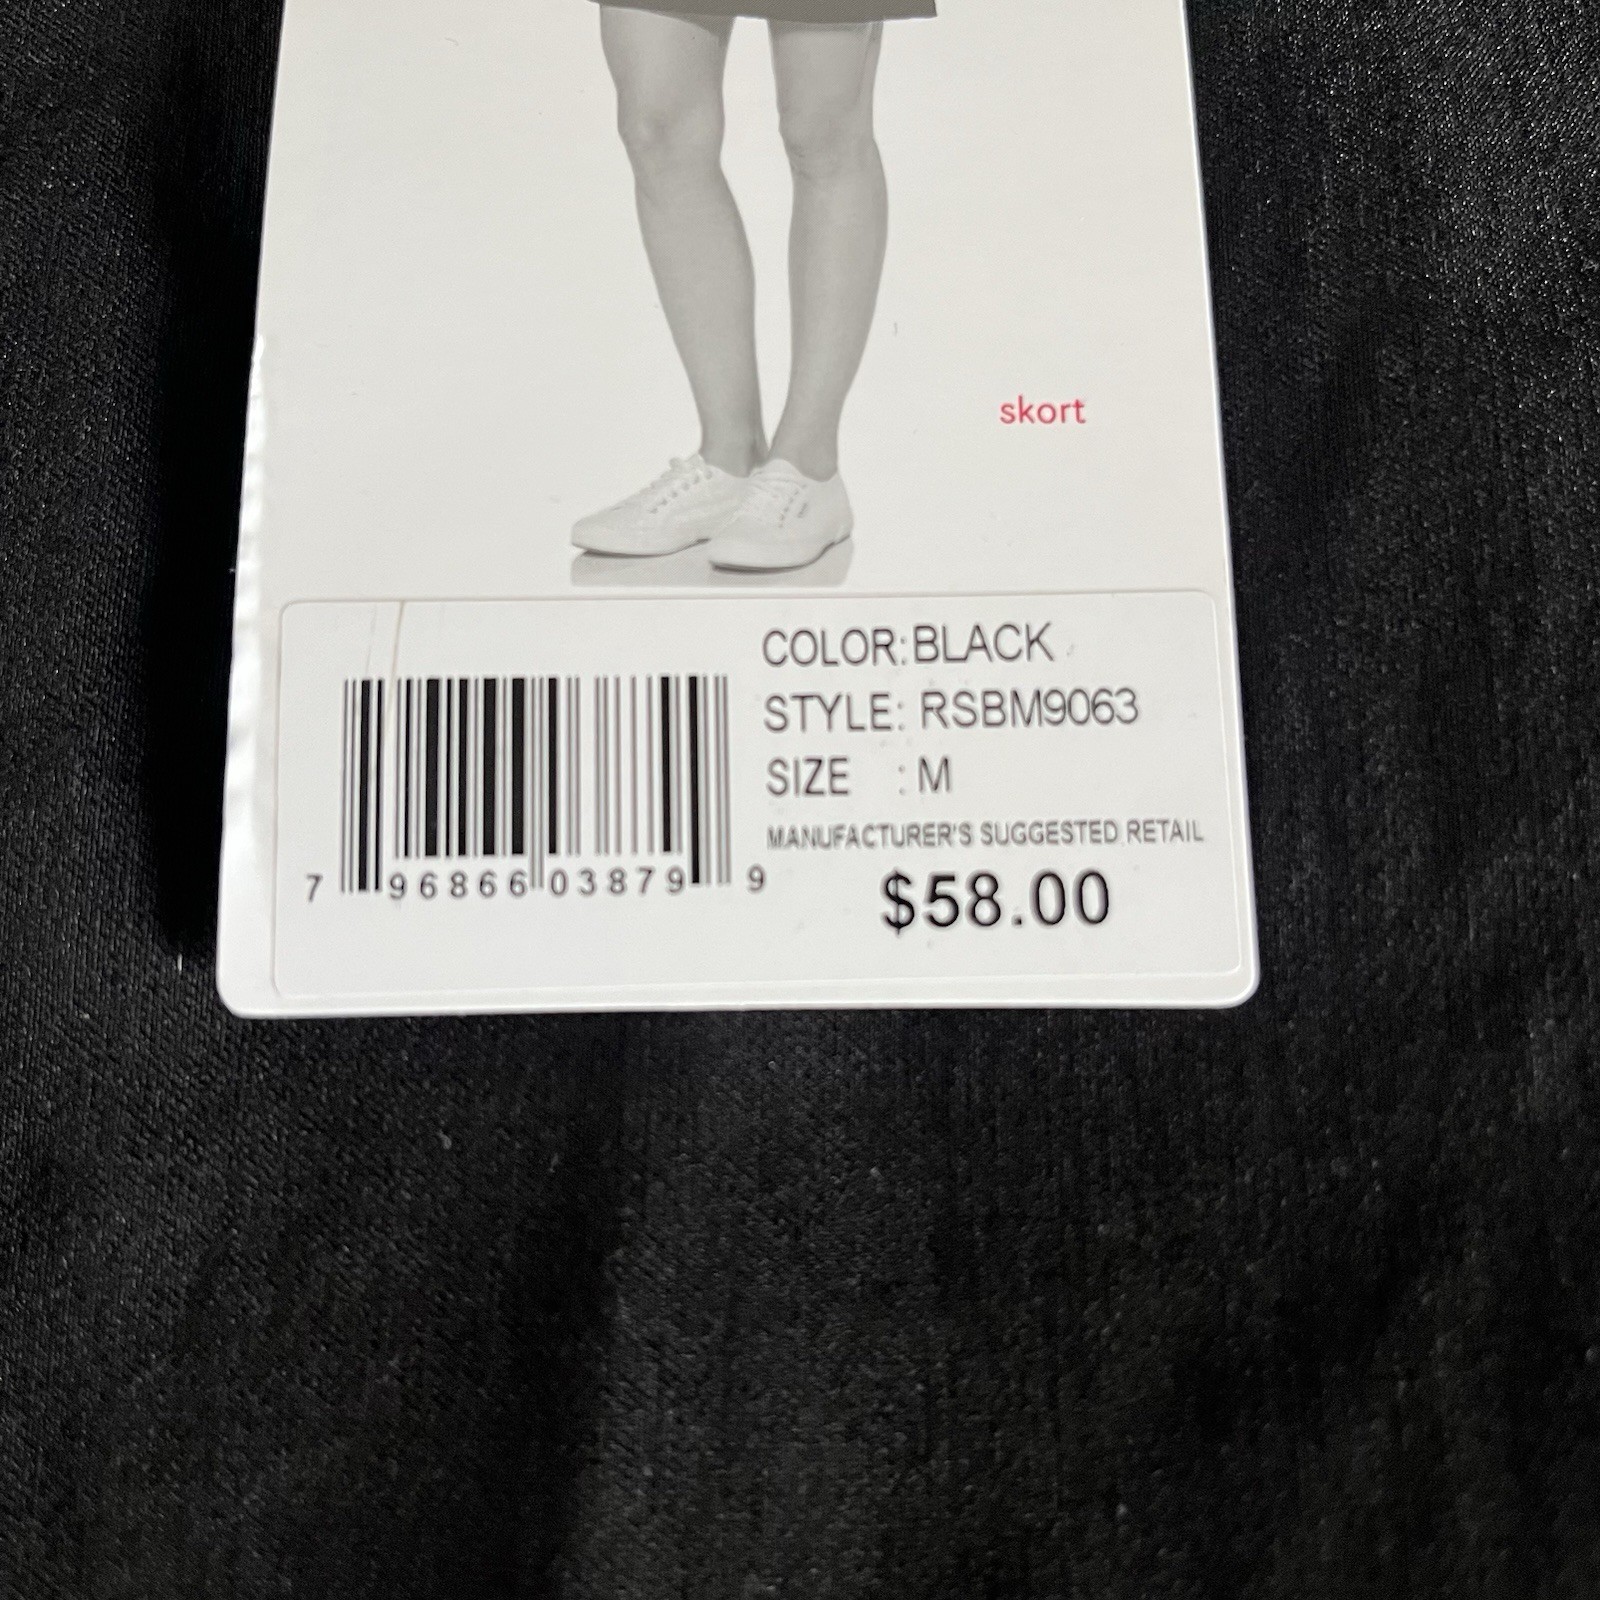 skort
COLOR:BLACK
STYLE: RSBM9063
SIZE : M
MANUFACTURER'S SUGGESTED RETAIL
$58.00
7 96866 03879 9